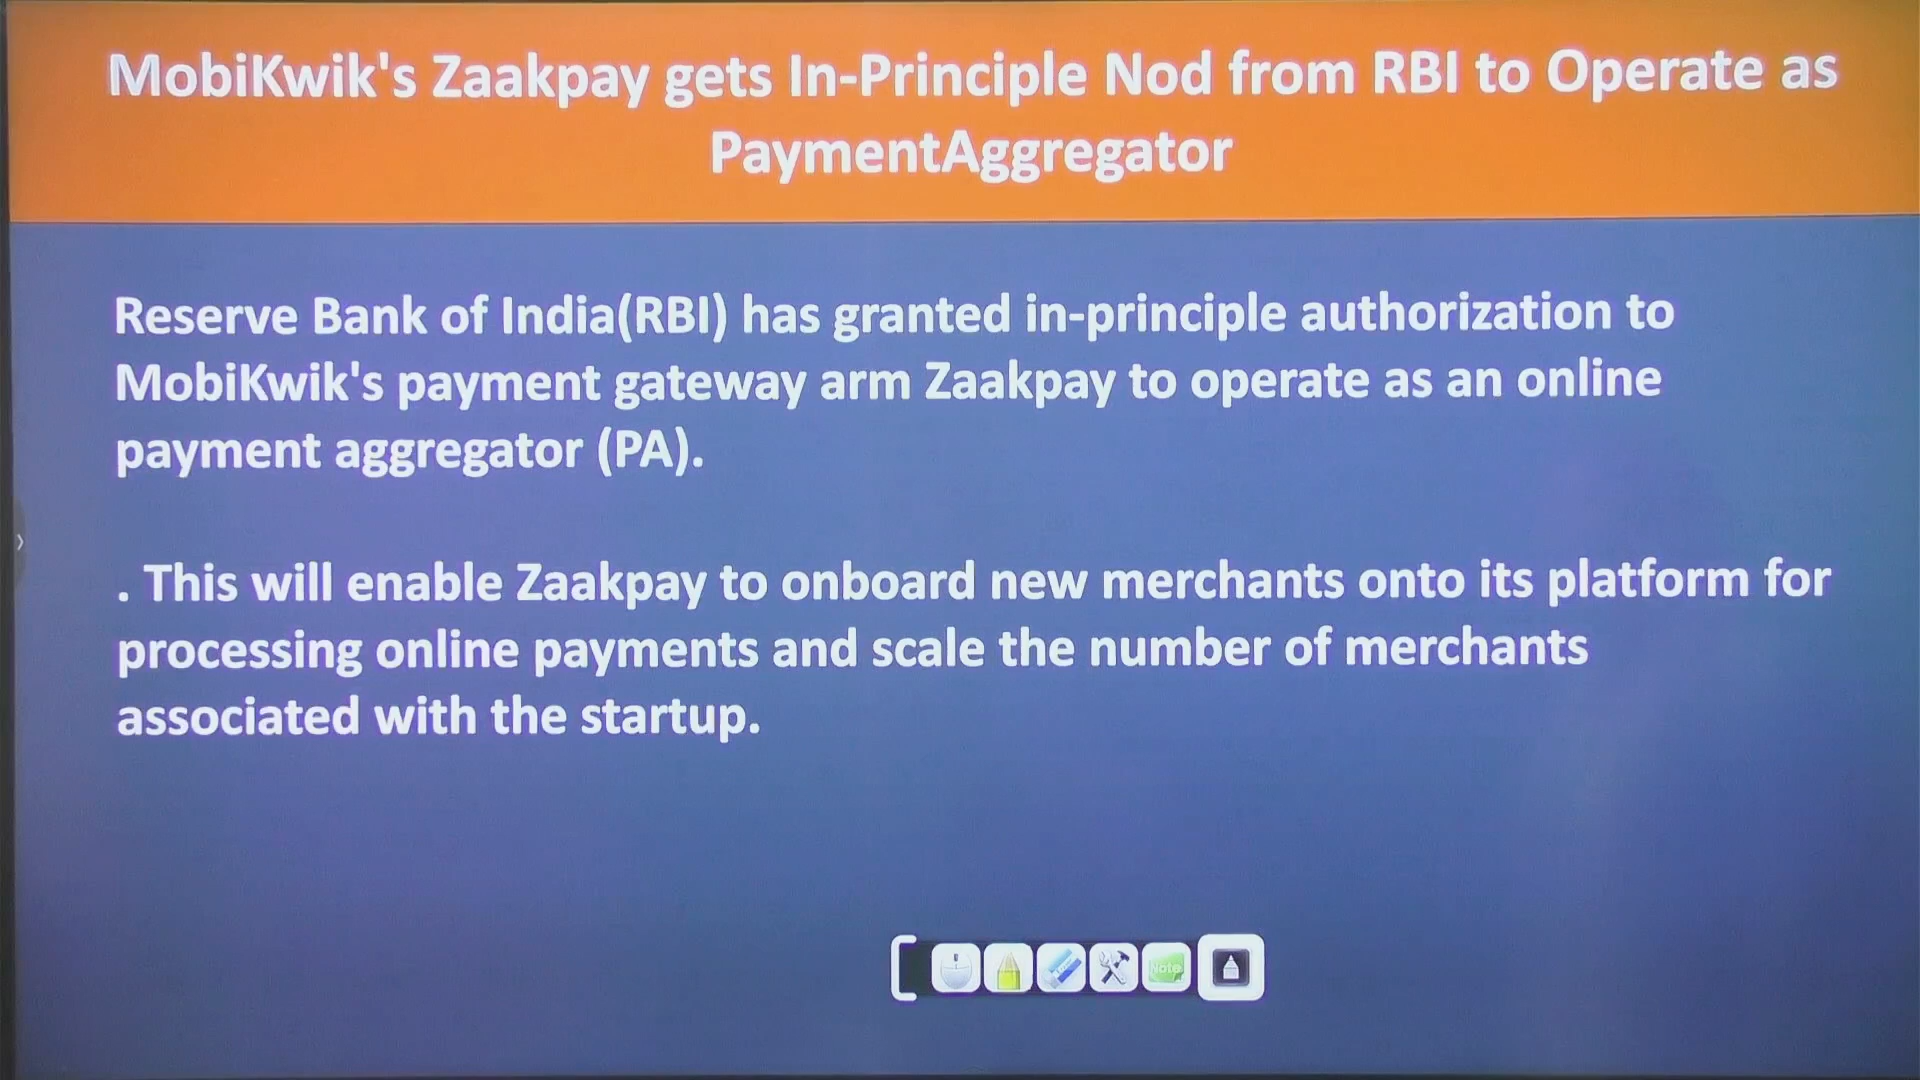 MobiKwik's Zaakpay gets In-Principle Nod from RBI to Operate as
PaymentAggregator
Reserve Bank of India(RBI) has granted in-principle authorization to
MobiKwik's payment gateway arm Zaakpay to operate as an online
payment aggregator (PA).
. This will enable Zaakpay to onboard new merchants onto its platform for
processing online payments and scale the number of merchants
associated with the startup.
Note